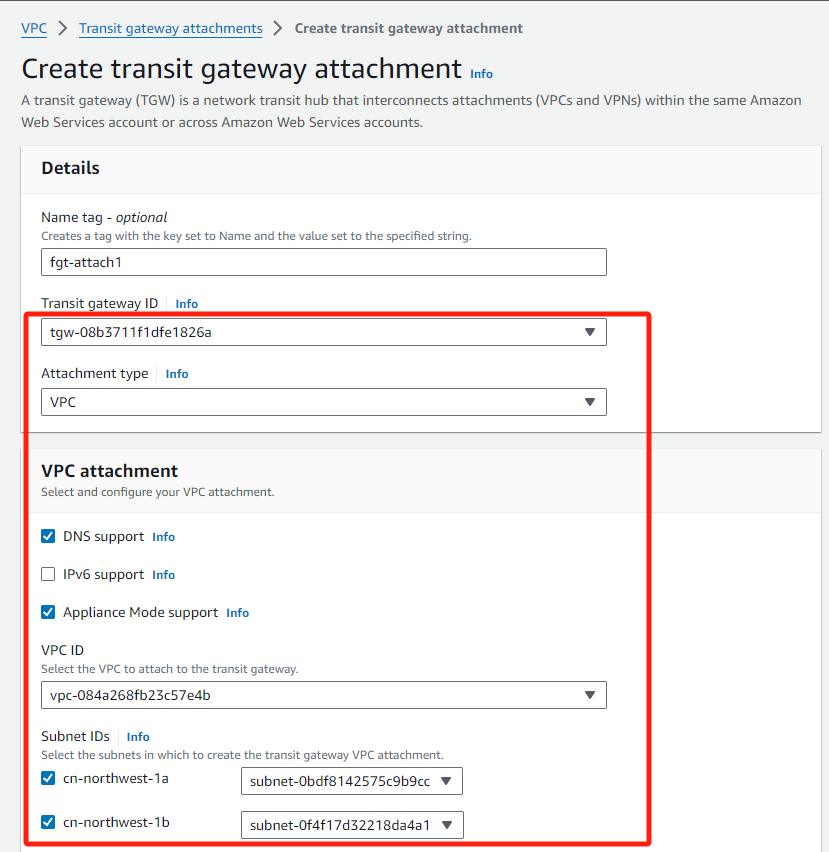 VPC > Transit gateway attachments > Create transit gateway attachment
Create transit gateway attachment Info
A transit gateway (TGW) is a network transit hub that interconnects attachments (VPCs and VPNs) within the same Amazon
Web Services account or across Amazon Web Services accounts.
Details
Name tag - optional
Creates a tag with the key set to Name and the value set to the specified string.
fgt-attach1
Transit gateway ID Info
tgw-08b3711f1dfe1826a
Attachment type Info
VPC
VPC attachment
Select and configure your VPC attachment.
DNS support Info
IPv6 support Info
Appliance Mode support Info
VPC ID
Select the VPC to attach to the transit gateway.
vpc-084a268fb23c57e4b
Subnet IDs Info
Select the subnets in which to create the transit gateway VPC attachment.
cn-northwest-1a subnet-0bdf8142575c9b9cc
cn-northwest-1b subnet-0f4f17d32218da4a1